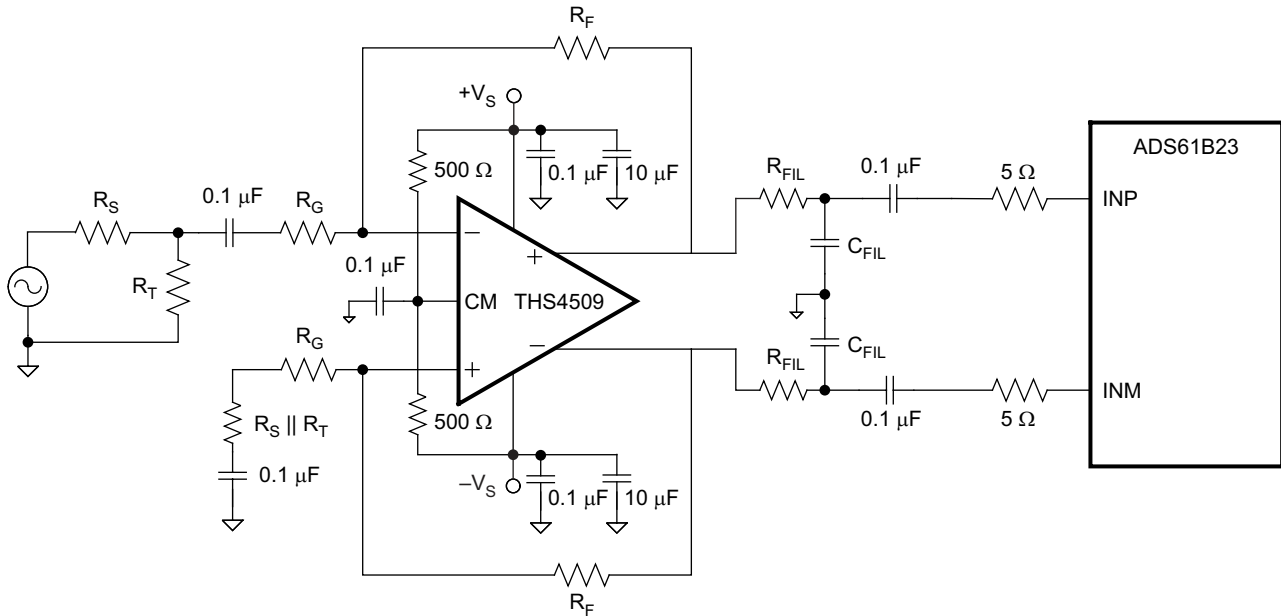 R_F
+V_S
500 Ω
0.1 μF
10 μF
ADS61B23
R_FIL
0.1 μF
5 Ω
INP
R_S
0.1 μF
R_G
−
+
C_FIL
0.1 μF
R_T
CM
THS4509
R_G
+
−
C_FIL
R_FIL
INM
0.1 μF
5 Ω
R_S || R_T
500 Ω
0.1 μF
–V_S
0.1 μF
10 μF
R_F